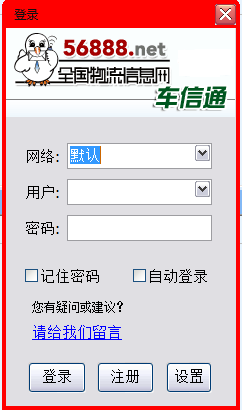 登录
56888.net
全国物流信息网
车信通
网络: 默认
用户:
密码:
记住密码 自动登录
您有疑问或建议?
请给我们留言
登录 注册 设置